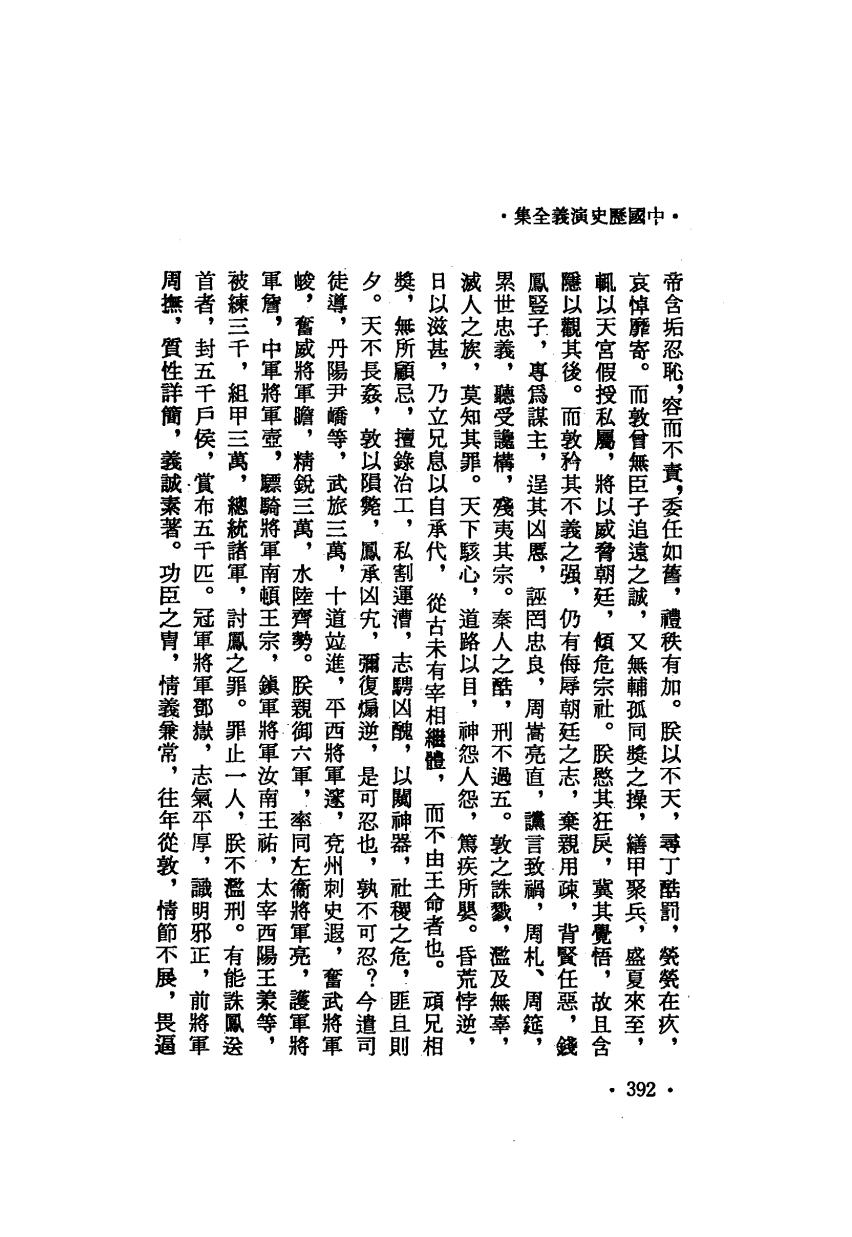 ·中國歷史演義全集·
帝含垢忍恥，容而不責，委任如舊，禮秩有加。朕以不天，尋丁酷罰，煢煢在疚，
哀悼靡寄。而敦曾無臣子追遠之誠，又無輔孤同獎之操，繕甲聚兵，盛夏來至，
輒以天官假授私屬，將以威脅朝廷，傾危宗社。朕愍其狂戾，冀其覺悟，故且含
隱以觀其後。而敦矜其不義之强，仍有侮辱朝廷之志，棄親用疎，背賢任惡，錢
鳳豎子，專爲謀主，逞其凶慝，誣罔忠良，周嵩亮直，讜言致禍，周札、周筵，
累世忠義，聽受讒構，殘夷其宗。秦人之酷，刑不過五。敦之誅戮，濫及無辜，
滅人之族，莫知其罪。天下駭心，道路以目，神怨人怨，篤疾所嬰。昏荒悖逆，
日以滋甚，乃立兄息以自承代，從古未有宰相繼體，而不由王命者也。頑兄相
獎，無所顧忌，擅錄冶工，私割運漕，志騁凶醜，以闚神器，社稷之危，匪且則
夕。天不長姦，敦以隕斃，鳳承凶宄，彌復煽逆，是可忍也，孰不可忍？今遣司
徒導，丹陽尹嶠等，武旅三萬，十道竝進，平西將軍邃，兗州刺史遐，奮武將軍
峻，奮威將軍瞻，精銳三萬，水陸齊勢。朕親御六軍，率同左衞將軍亮，護軍將
軍詹，中軍將軍壼，驃騎將軍南頓王宗，鎮軍將軍汝南王祐，太宰西陽王羕等，
被練三千，組甲三萬，總統諸軍，討鳳之罪。罪止一人，朕不濫刑。有能誅鳳送
首者，封五千戶侯，賞布五千匹。冠軍將軍鄧嶽，志氣平厚，識明邪正，前將軍
周撫，質性詳簡，義誠素著。功臣之冑，情義兼常，往年從敦，情節不展，畏逼
·392·